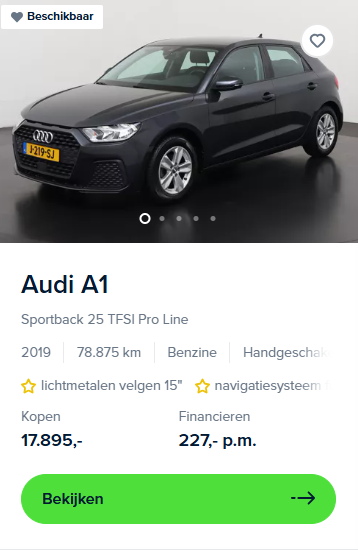 Beschikbaar
J-219-SJ
Audi A1
Sportback 25 TFSI Pro Line
2019 78.875 km Benzine Handgeschak
lichtmetalen velgen 15" navigatiesysteem
Kopen Financieren
17.895,- 227,- p.m.
Bekijken